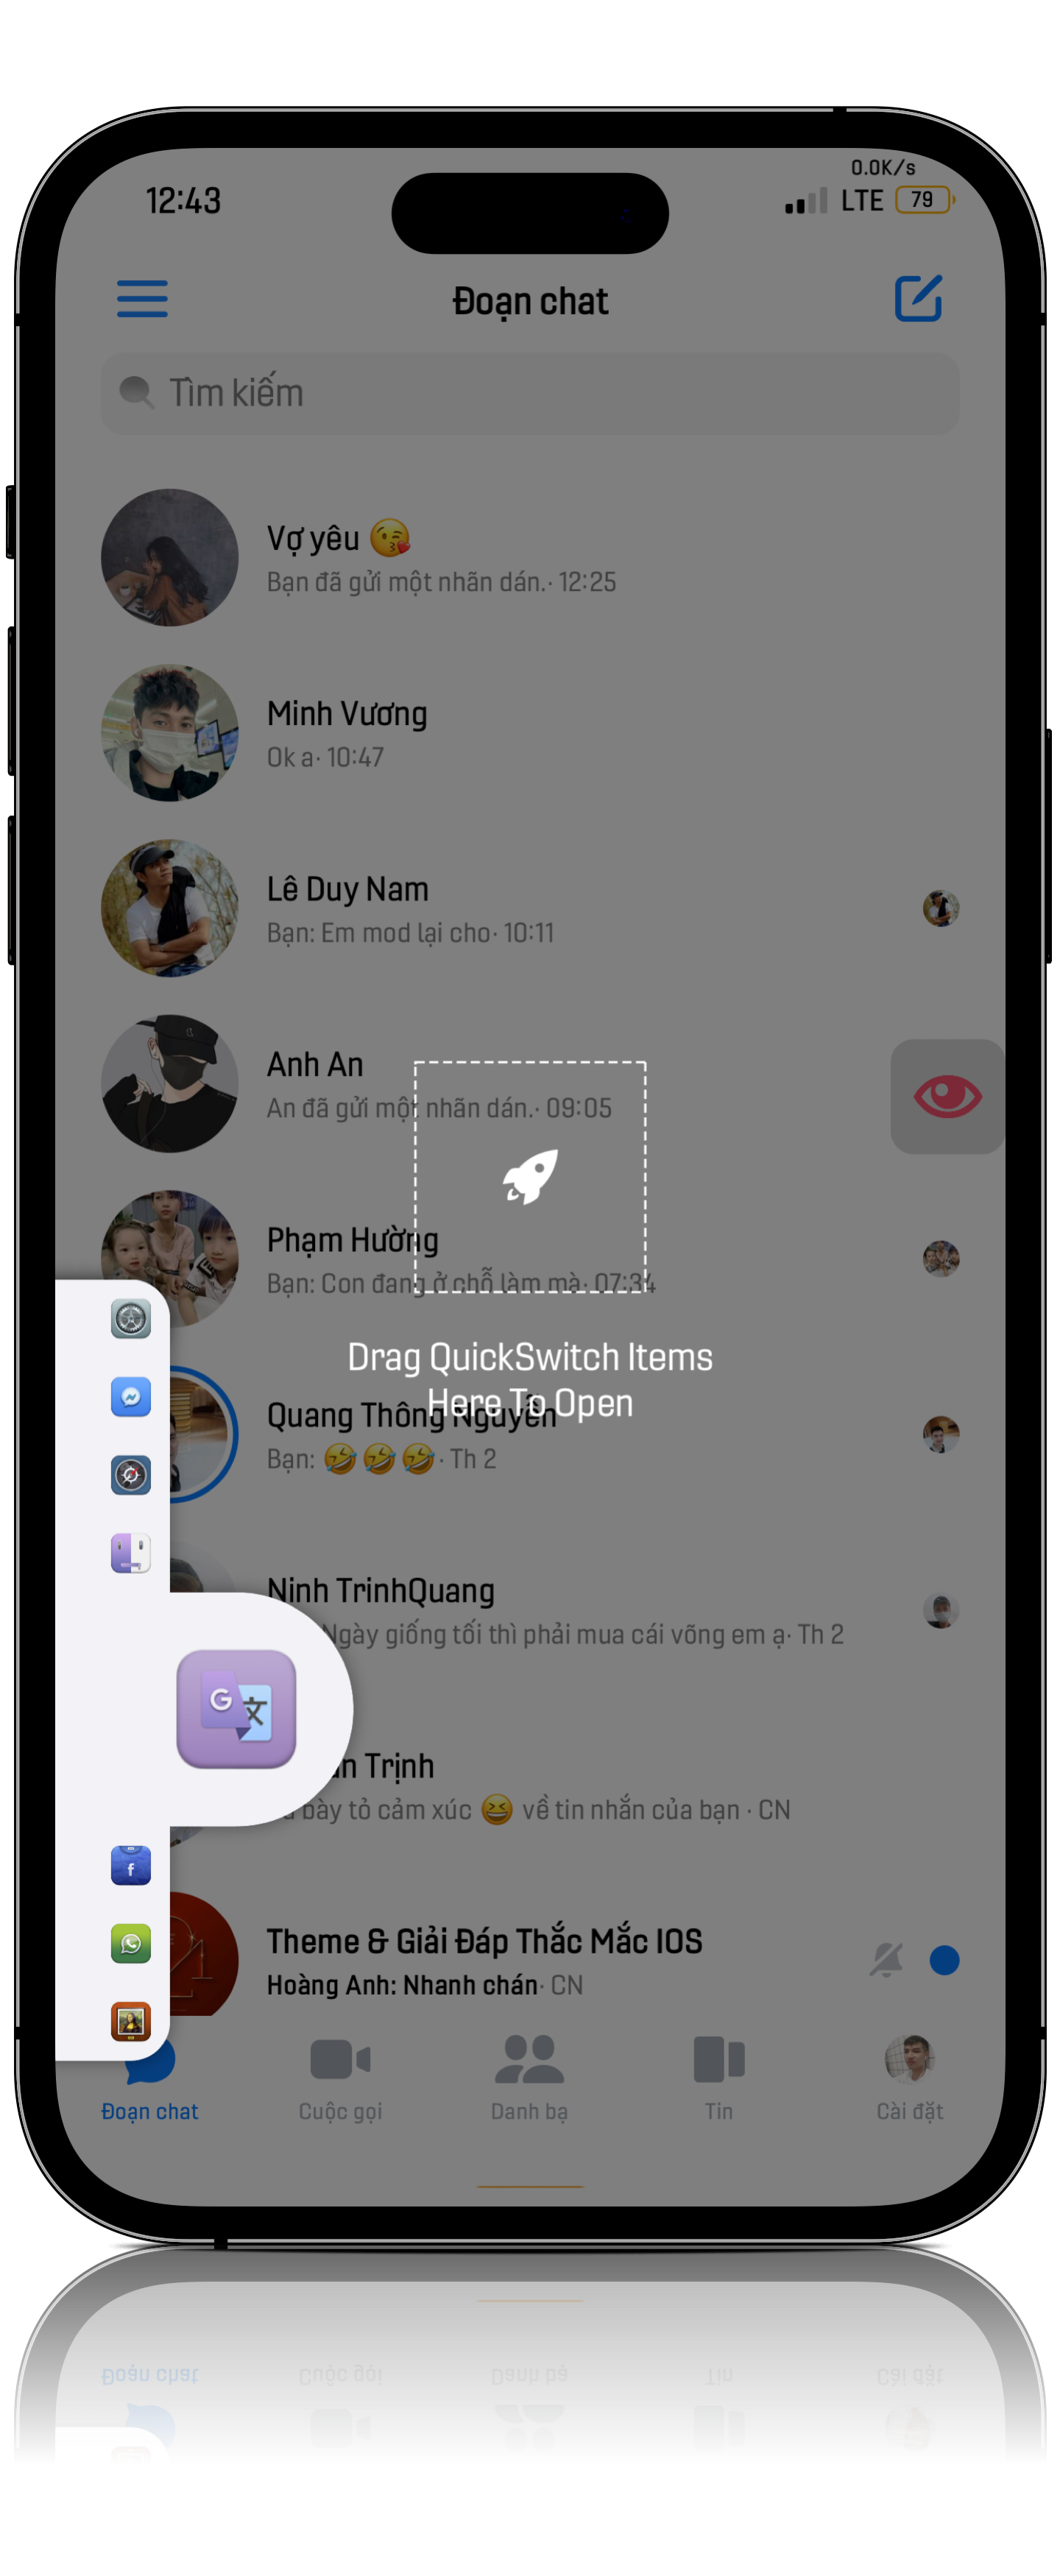 0.0K/s
12:43
LTE 79
Đoạn chat
Tìm kiếm
Vợ yêu 😘
Bạn đã gửi một nhãn dán.· 12:25
Minh Vương
Ok a· 10:47
Lê Duy Nam
Bạn: Em mod lại cho· 10:11
Anh An
An đã gửi một nhãn dán.· 09:05
Phạm Hường
Bạn: Con đang ở chỗ làm mà· 07:34
Drag QuickSwitch Items
Here To Open
Quang Thông Nguyễn
Bạn: 🤣🤣🤣· Th 2
Ninh TrinhQuang
Ngày giống tối thì phải mua cái võng em ạ· Th 2
Trịnh
bày tỏ cảm xúc 😆 về tin nhắn của bạn · CN
Theme & Giải Đáp Thắc Mắc IOS
Hoàng Anh: Nhanh chán· CN
Đoạn chat
Cuộc gọi
Danh bạ
Tin
Cài đặt